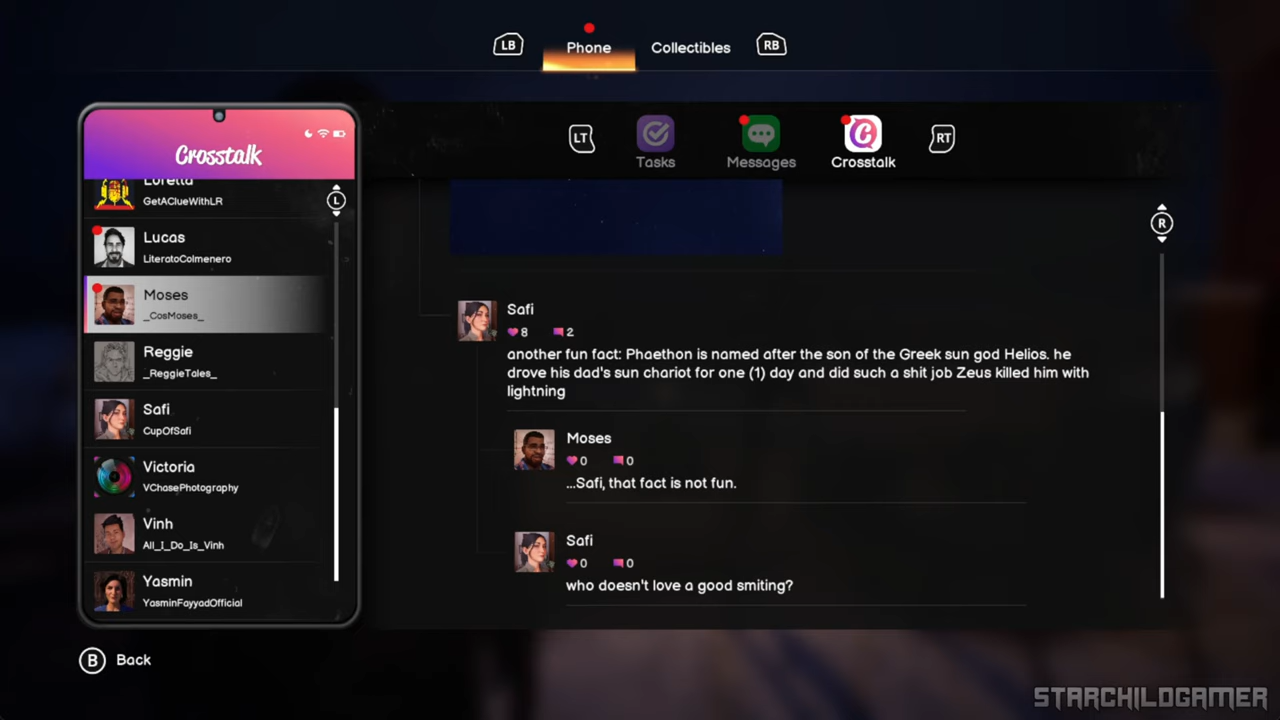 LB
Phone
Collectibles
RB
Crosstalk
LT
Tasks
Messages
Crosstalk
RT
Loretta
GetAClueWithLR
L
Lucas
LiteratoColmenero
Moses
_CosMoses_
Reggie
_ReggieTales_
Safi
CupOfSafi
Victoria
VChasePhotography
Vinh
All_I_Do_Is_Vinh
Yasmin
YasminFayyadOfficial
R
Safi
8 2
another fun fact: Phaethon is named after the son of the Greek sun god Helios. he
drove his dad's sun chariot for one (1) day and did such a shit job Zeus killed him with
lightning
Moses
0 0
...Safi, that fact is not fun.
Safi
0 0
who doesn't love a good smiting?
B Back
STARCHILDGAMER